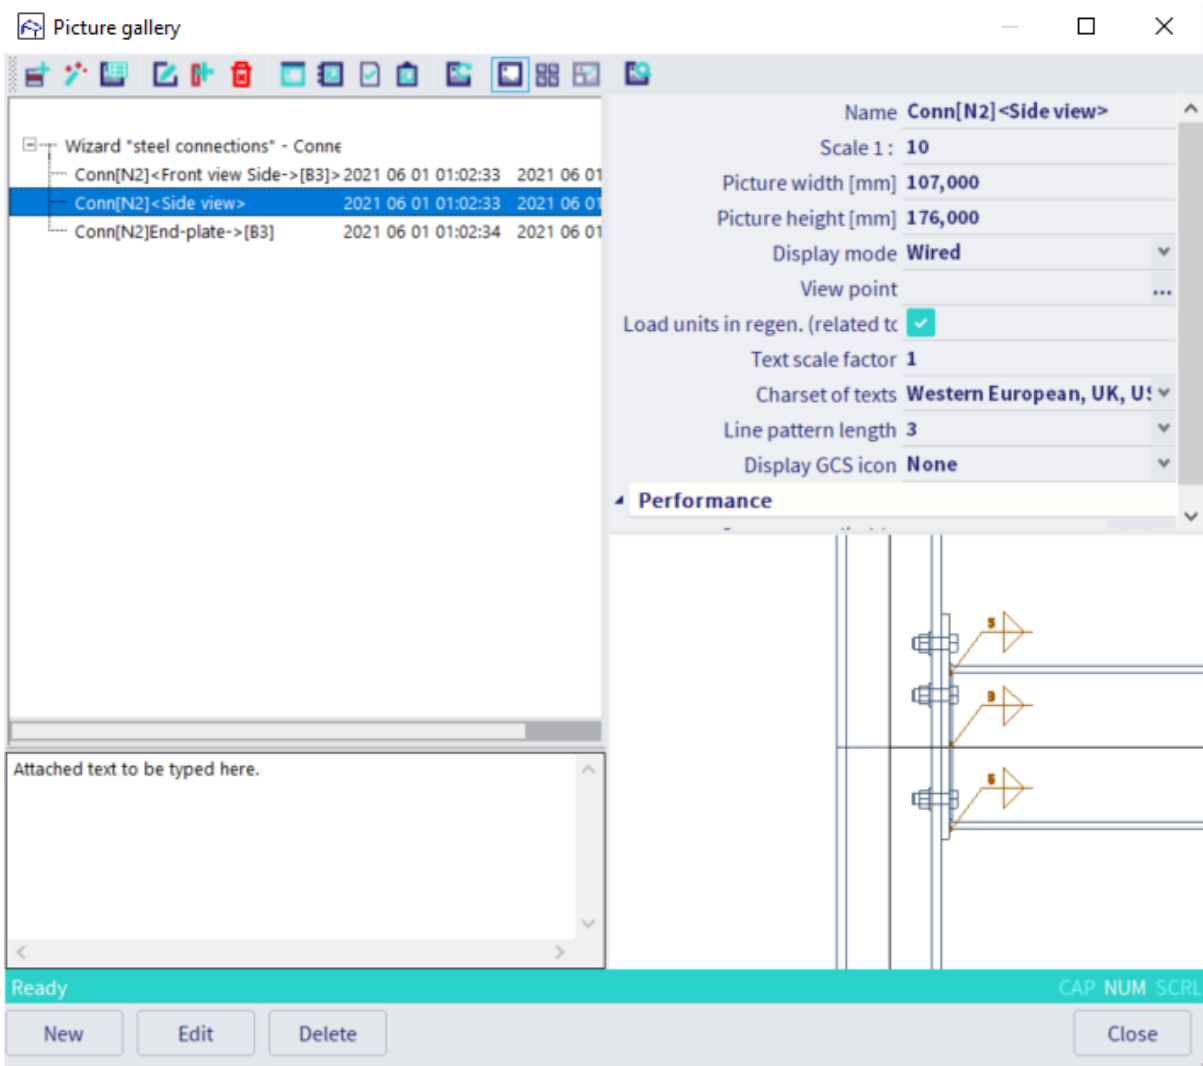 Picture gallery
Wizard "steel connections" - Conne
Conn[N2]<Front view Side->[B3]> 2021 06 01 01:02:33 2021 06 01
Conn[N2]<Side view> 2021 06 01 01:02:33 2021 06 01
Conn[N2]End-plate->[B3] 2021 06 01 01:02:34 2021 06 01
Attached text to be typed here.
Name Conn[N2]<Side view>
Scale 1 : 10
Picture width [mm] 107,000
Picture height [mm] 176,000
Display mode Wired
View point ...
Load units in regen. (related to
Text scale factor 1
Charset of texts Western European, UK, US
Line pattern length 3
Display GCS icon None
Performance
5
3
5
Ready CAP NUM SCRL
New Edit Delete Close